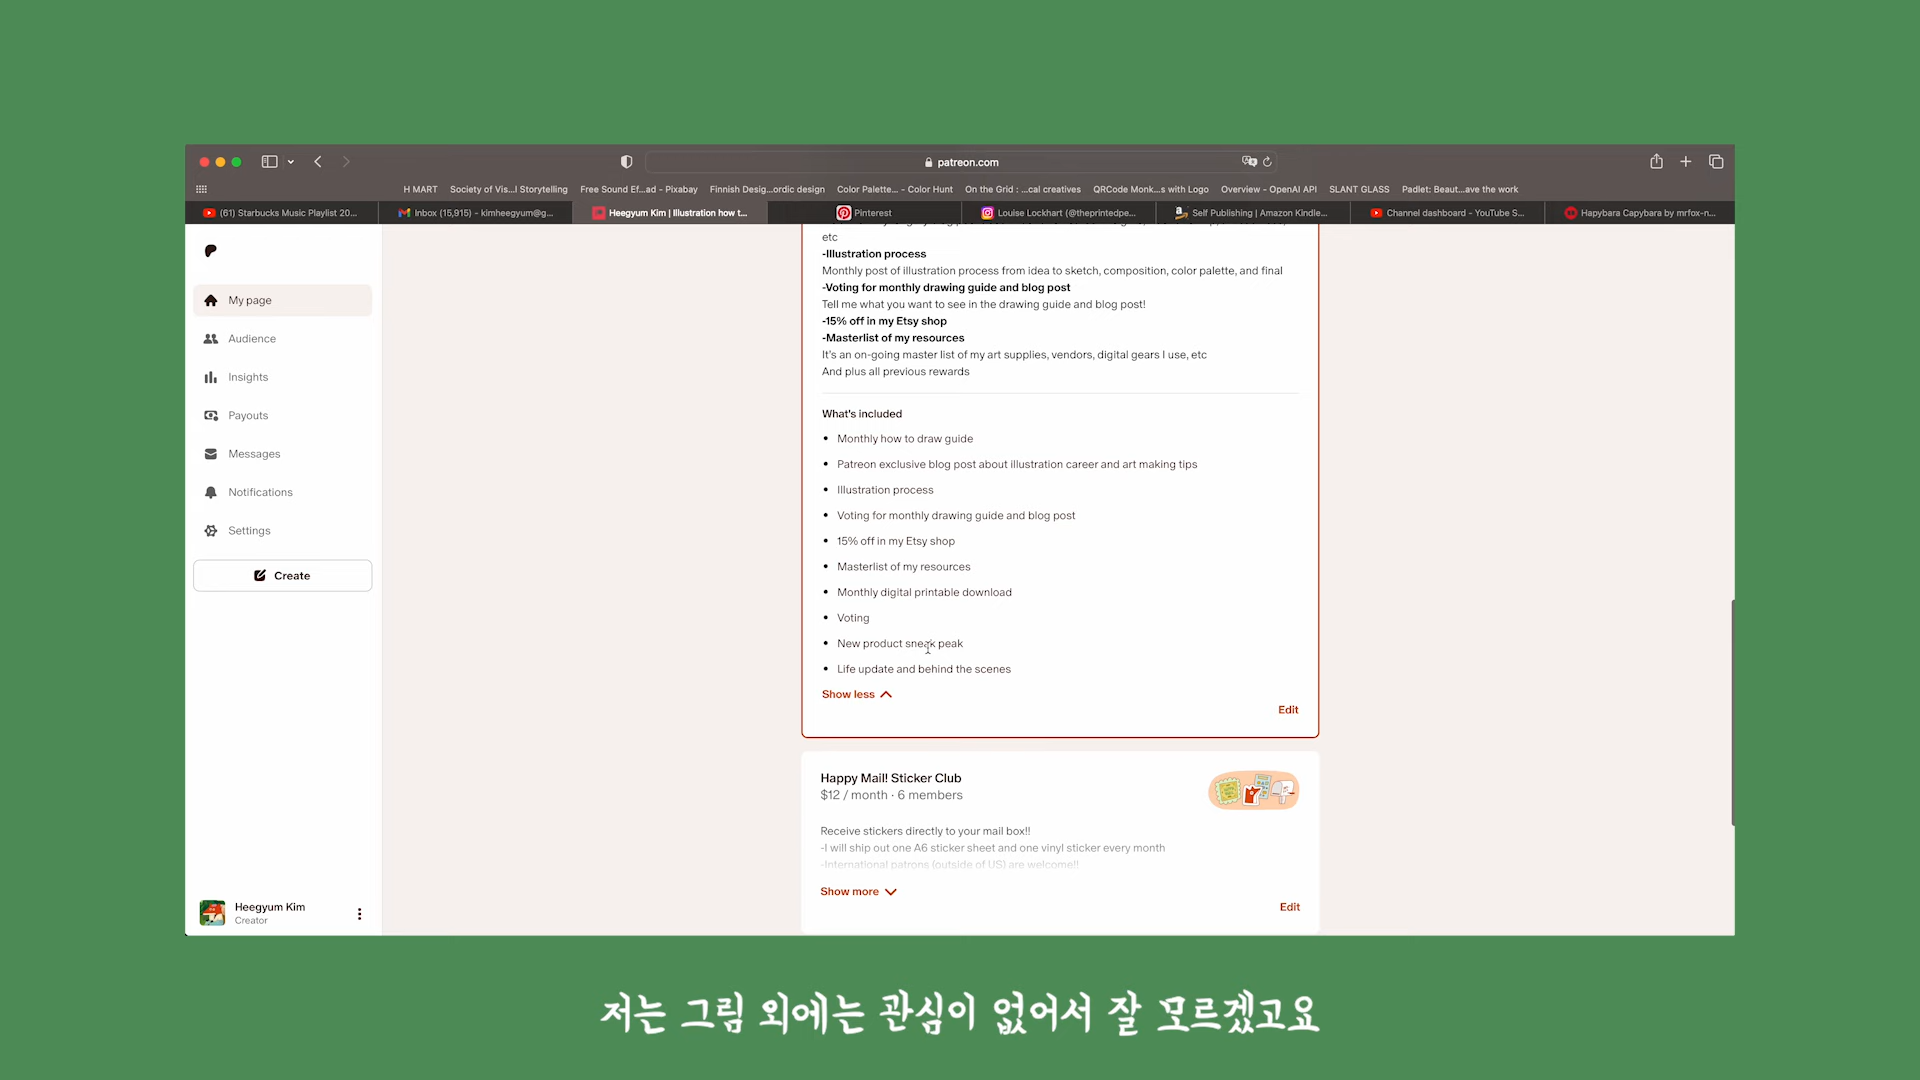 patreon.com
H MART
Society of Vis...l Storytelling
Free Sound Ef...ad - Pixabay
Finnish Desig...ordic design
Color Palette... - Color Hunt
On the Grid : ...cal creatives
QRCode Monk...s with Logo
Overview - OpenAI API
SLANT GLASS
Padlet: Beaut...ave the work
(61) Starbucks Music Playlist 20...
Inbox (15,915) - kimheegyum@g...
Heegyum Kim | Illustration how t...
Pinterest
Louise Lockhart (@theprintedpe...
Self Publishing | Amazon Kindle...
Channel dashboard - YouTube S...
Hapybara Capybara by mrfox-n...
My page
Audience
Insights
Payouts
Messages
Notifications
Settings
Create
Heegyum Kim
Creator
etc
-Illustration process
Monthly post of illustration process from idea to sketch, composition, color palette, and final
-Voting for monthly drawing guide and blog post
Tell me what you want to see in the drawing guide and blog post!
-15% off in my Etsy shop
-Masterlist of my resources
It's an on-going master list of my art supplies, vendors, digital gears I use, etc
And plus all previous rewards
What's included
• Monthly how to draw guide
• Patreon exclusive blog post about illustration career and art making tips
• Illustration process
• Voting for monthly drawing guide and blog post
• 15% off in my Etsy shop
• Masterlist of my resources
• Monthly digital printable download
• Voting
• New product sneak peak
• Life update and behind the scenes
Show less
Edit
Happy Mail! Sticker Club
$12 / month · 6 members
Receive stickers directly to your mail box!!
-I will ship out one A6 sticker sheet and one vinyl sticker every month
-International patrons (outside of US) are welcome!!
Show more
Edit
저는 그림 외에는 관심이 없어서 잘 모르겠고요